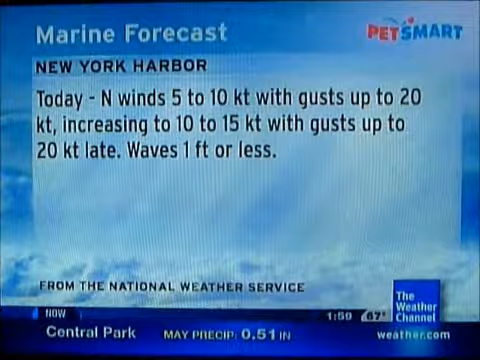 Marine Forecast
PETSMART
NEW YORK HARBOR
Today - N winds 5 to 10 kt with gusts up to 20
kt, increasing to 10 to 15 kt with gusts up to
20 kt late. Waves 1 ft or less.
FROM THE NATIONAL WEATHER SERVICE
The
Weather
Channel
NOW
1:59 67°
Central Park
MAY PRECIP: 0.51 IN
weather.com